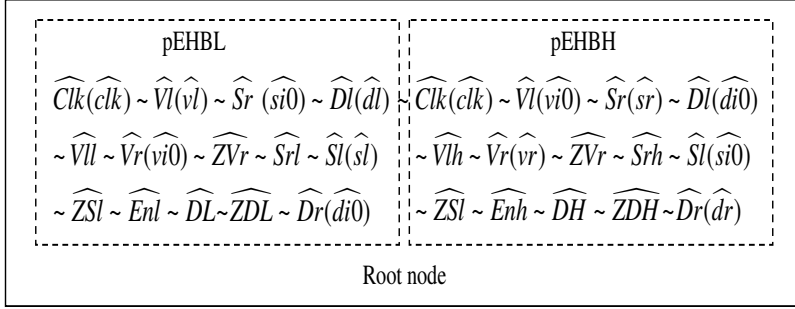 pEHBL pEHBH
Clk(clk) ~ Vl(vl) ~ Sr (si0) ~ Dl(dl) ~ Clk(clk) ~ Vl(vi0) ~ Sr(sr) ~ Dl(di0)
~ Vll ~ Vr(vi0) ~ ZVr ~ Srl ~ Sl(sl) ~ Vlh ~ Vr(vr) ~ ZVr ~ Srh ~ Sl(si0)
~ ZSl ~ Enl ~ DL~ZDL ~ Dr(di0) ~ ZSl ~ Enh ~ DH ~ ZDH ~Dr(dr)
Root node